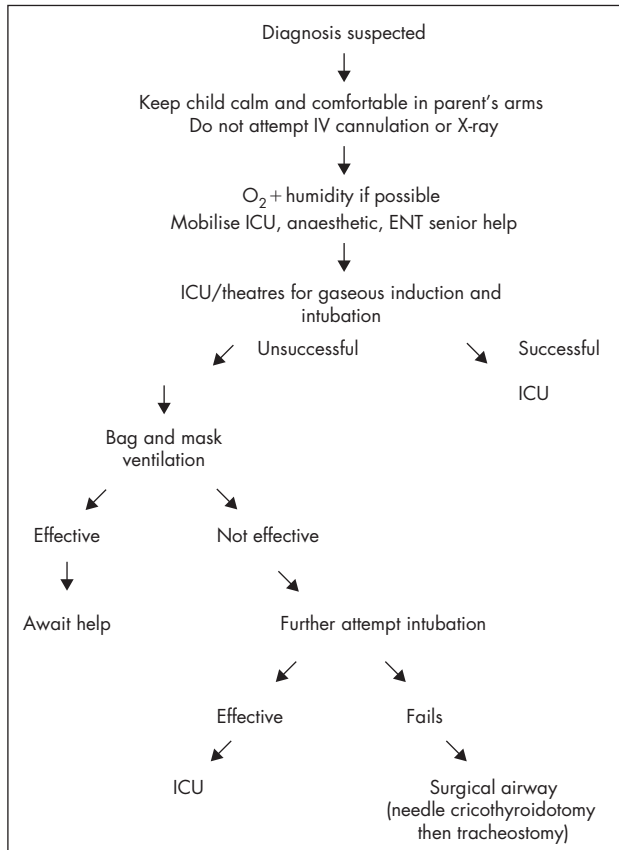 Diagnosis suspected
Keep child calm and comfortable in parent's arms
Do not attempt IV cannulation or X-ray
O₂ + humidity if possible
Mobilise ICU, anaesthetic, ENT senior help
ICU/theatres for gaseous induction and
intubation
Unsuccessful
Successful
ICU
Bag and mask
ventilation
Effective
Not effective
Await help
Further attempt intubation
Effective
Fails
ICU
Surgical airway
(needle cricothyroidotomy
then tracheostomy)